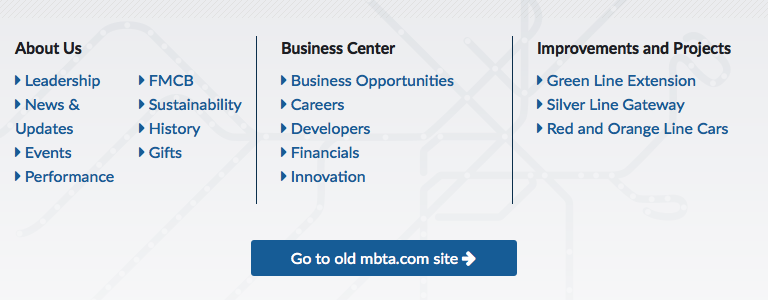 About Us
Leadership
News &
Updates
Events
Performance
FMCB
Sustainability
History
Gifts
Business Center
Business Opportunities
Careers
Developers
Financials
Innovation
Improvements and Projects
Green Line Extension
Silver Line Gateway
Red and Orange Line Cars
Go to old mbta.com site